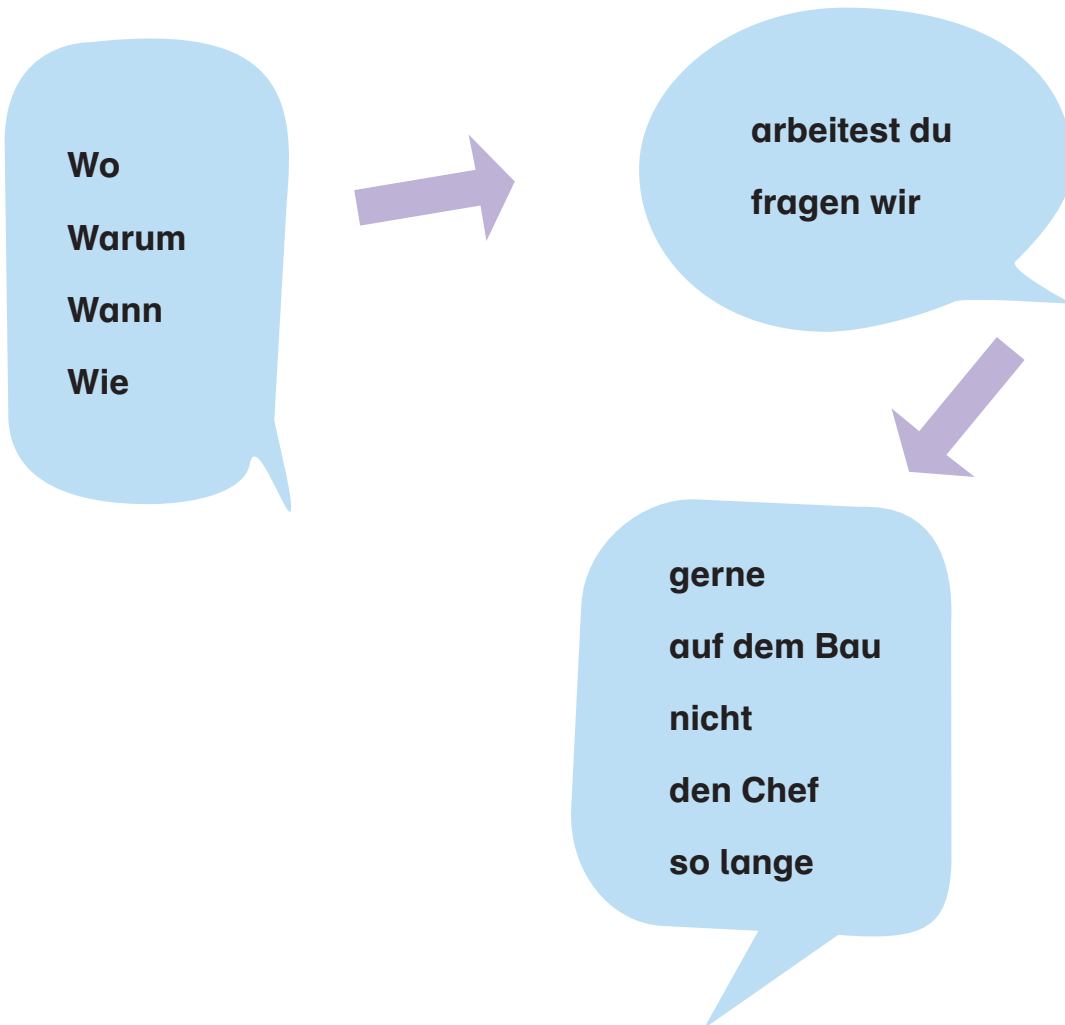 Wo
Warum
Wann
Wie
arbeitest du
fragen wir
gerne
auf dem Bau
nicht
den Chef
so lange